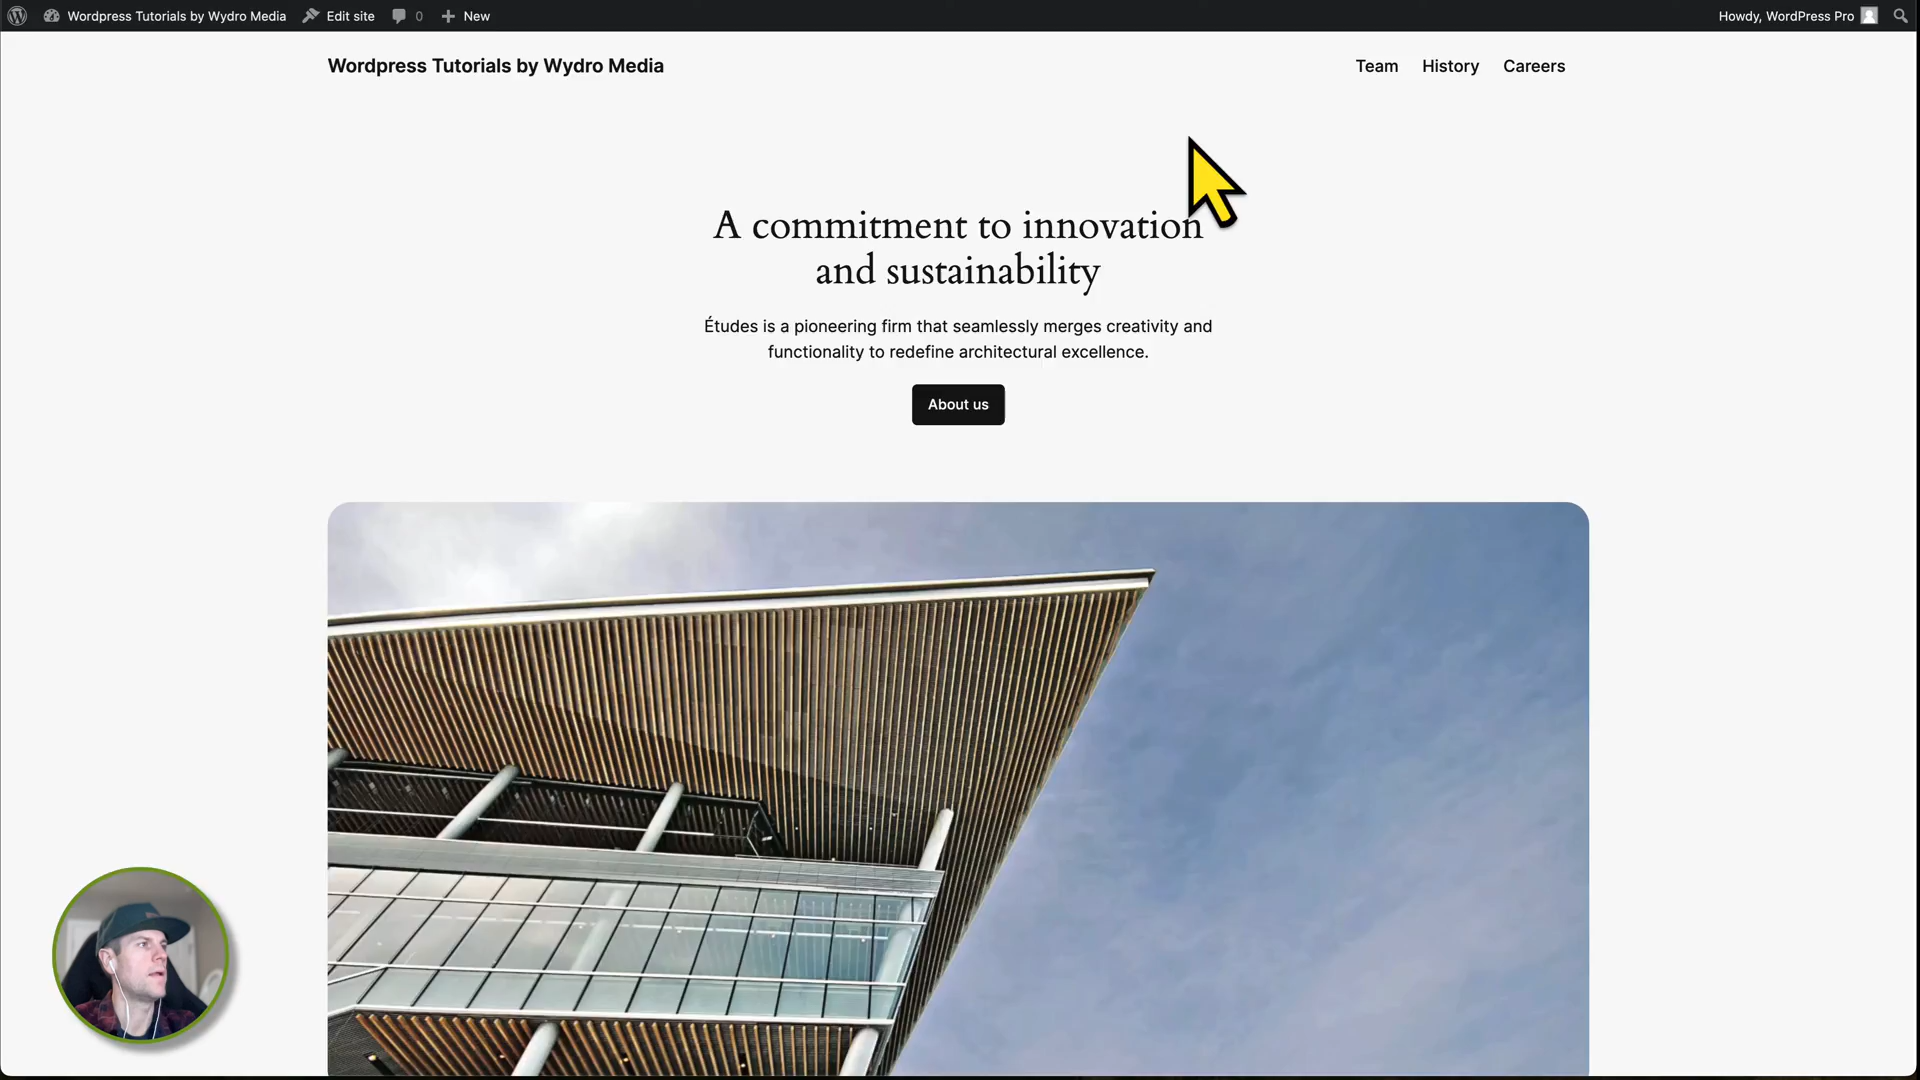 Wordpress Tutorials by Wydro Media Edit site 0 New Howdy, WordPress Pro
Wordpress Tutorials by Wydro Media Team History Careers
A commitment to innovation
and sustainability
Études is a pioneering firm that seamlessly merges creativity and
functionality to redefine architectural excellence.
About us